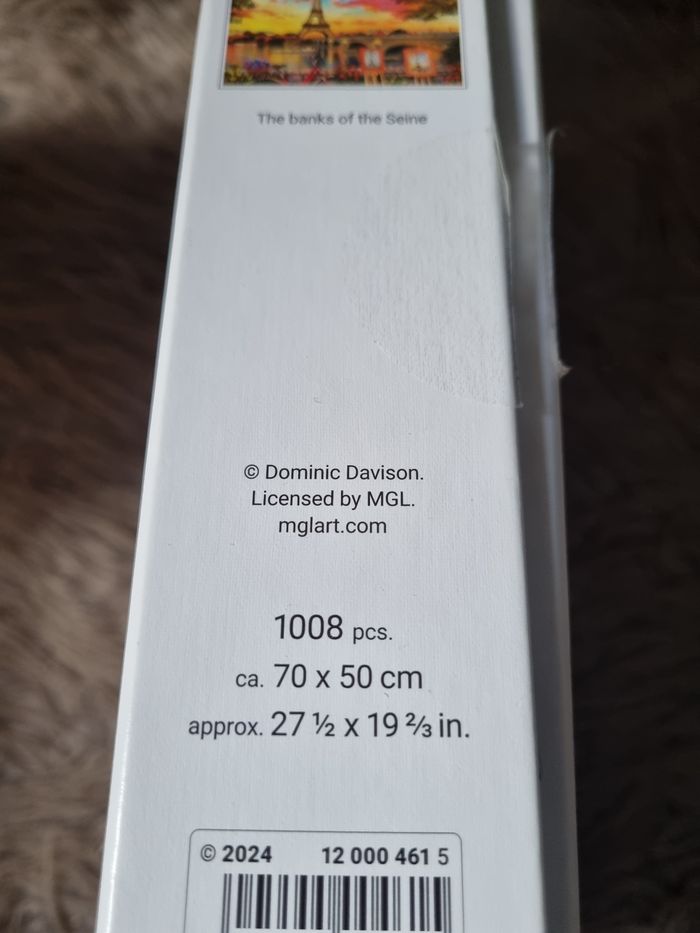 The banks of the Seine
© Dominic Davison.
Licensed by MGL.
mglart.com
1008 pcs.
ca. 70 x 50 cm
approx. 27 ½ x 19 ⅔ in.
© 2024 12 000 461 5